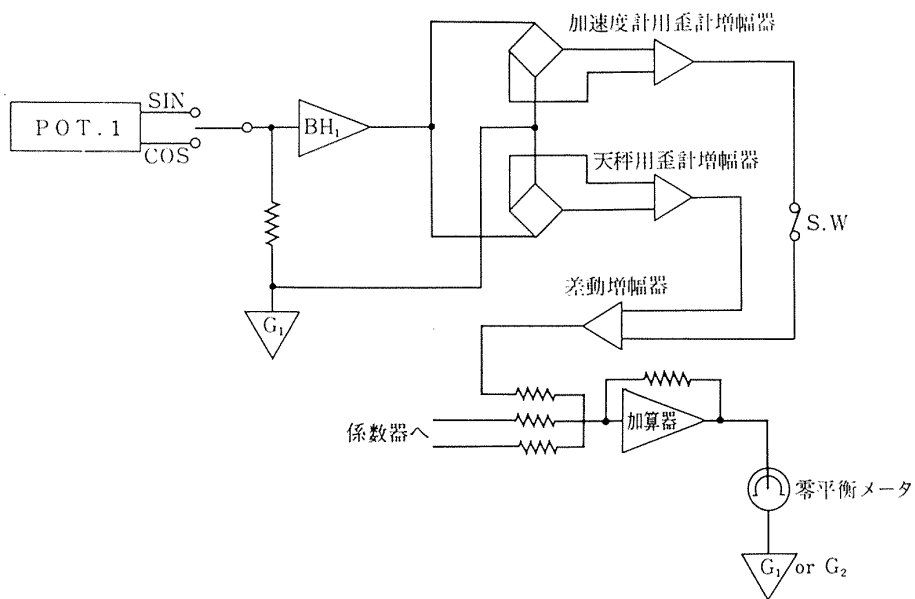 加速度計用歪計増幅器
SIN
POT.1
COS
BH₁
天秤用歪計増幅器
S.W
差動増幅器
G₁
係数器へ
加算器
零平衡メータ
G₁ or G₂